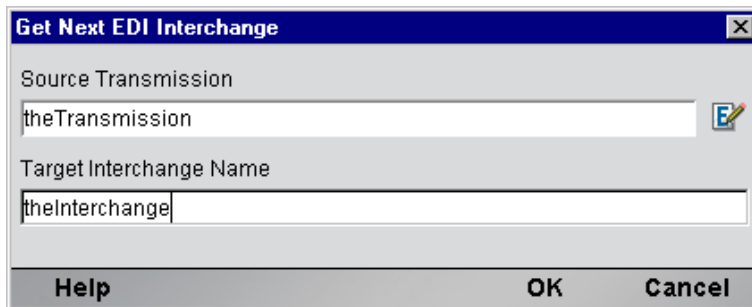 Get Next EDI Interchange
Source Transmission
theTransmission
Target Interchange Name
theInterchange
Help OK Cancel